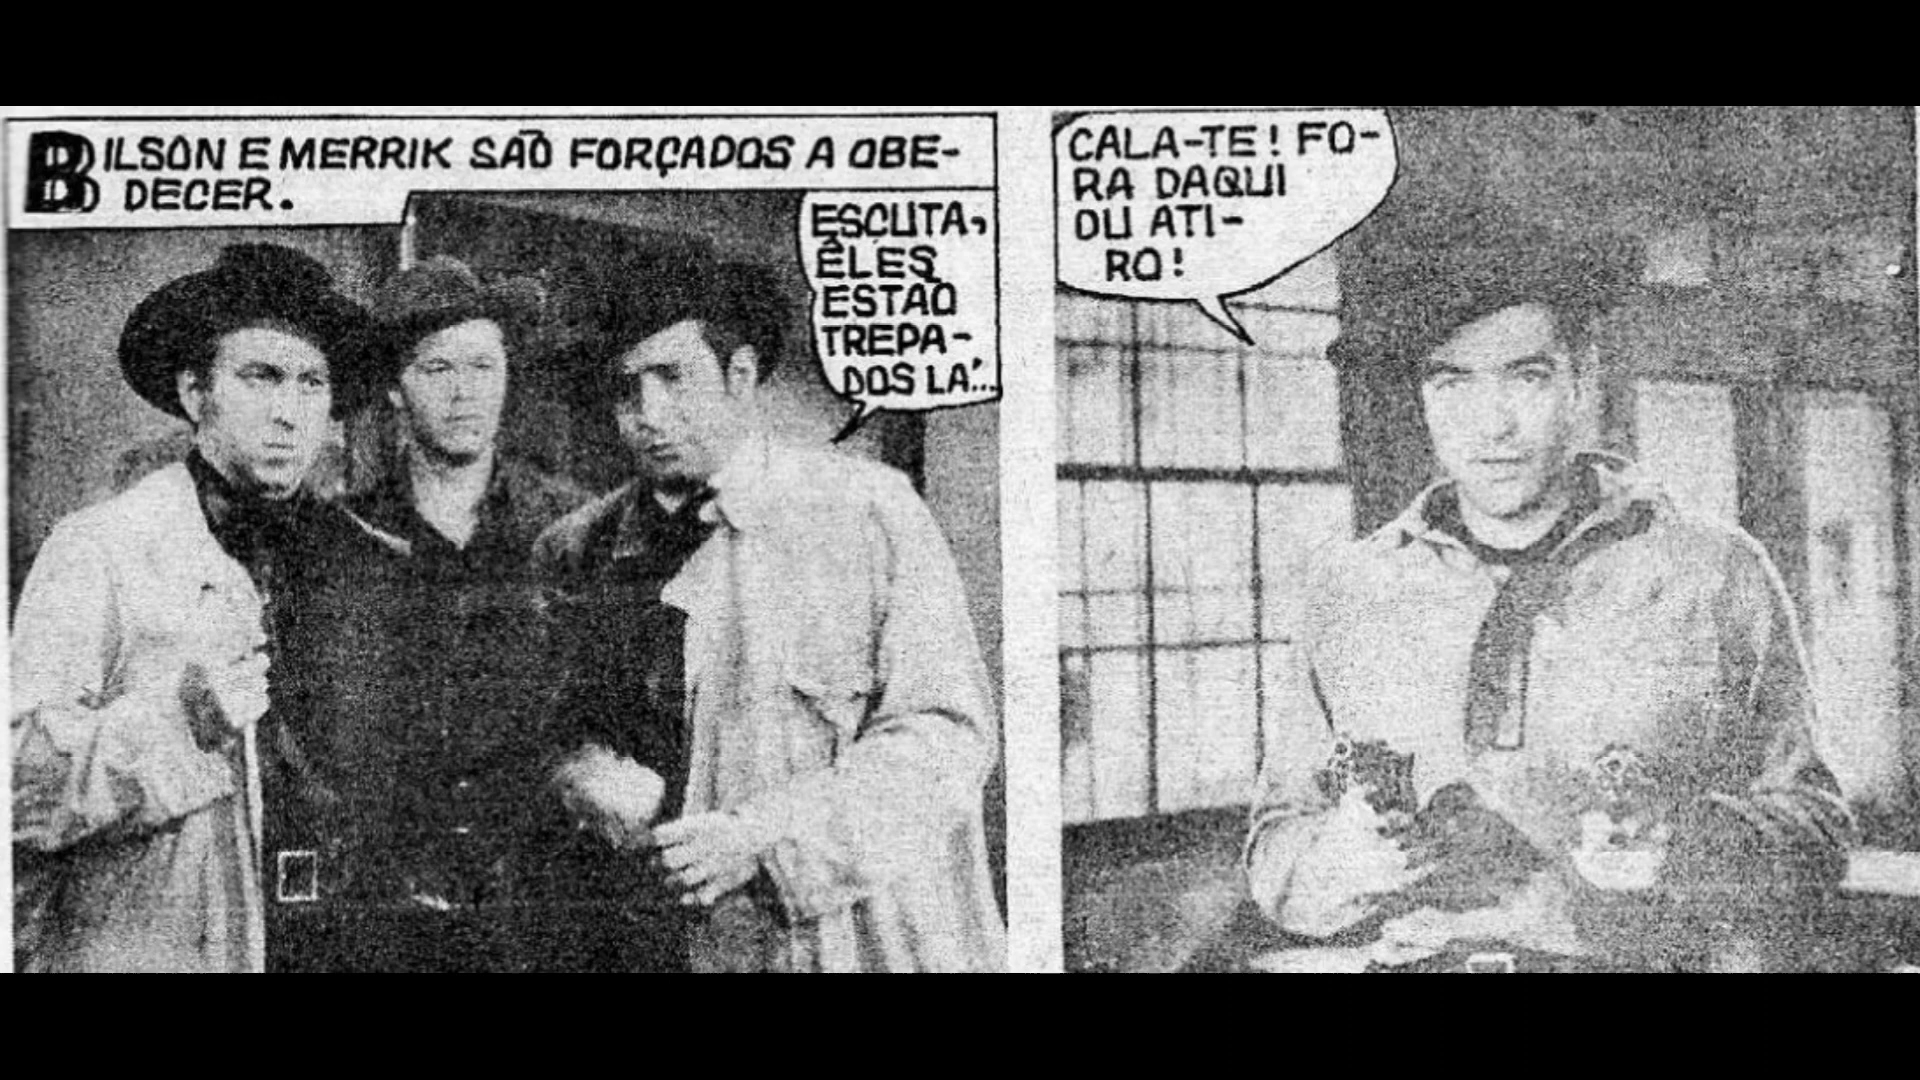 BILSON E MERRIK SÃO FORÇADOS A OBE-
DECER.
ESCUTA,
ÊLES
ESTÃO
TREPA-
DOS LÁ...
CALA-TE! FO-
RA DAQUI
OU ATI-
RO!